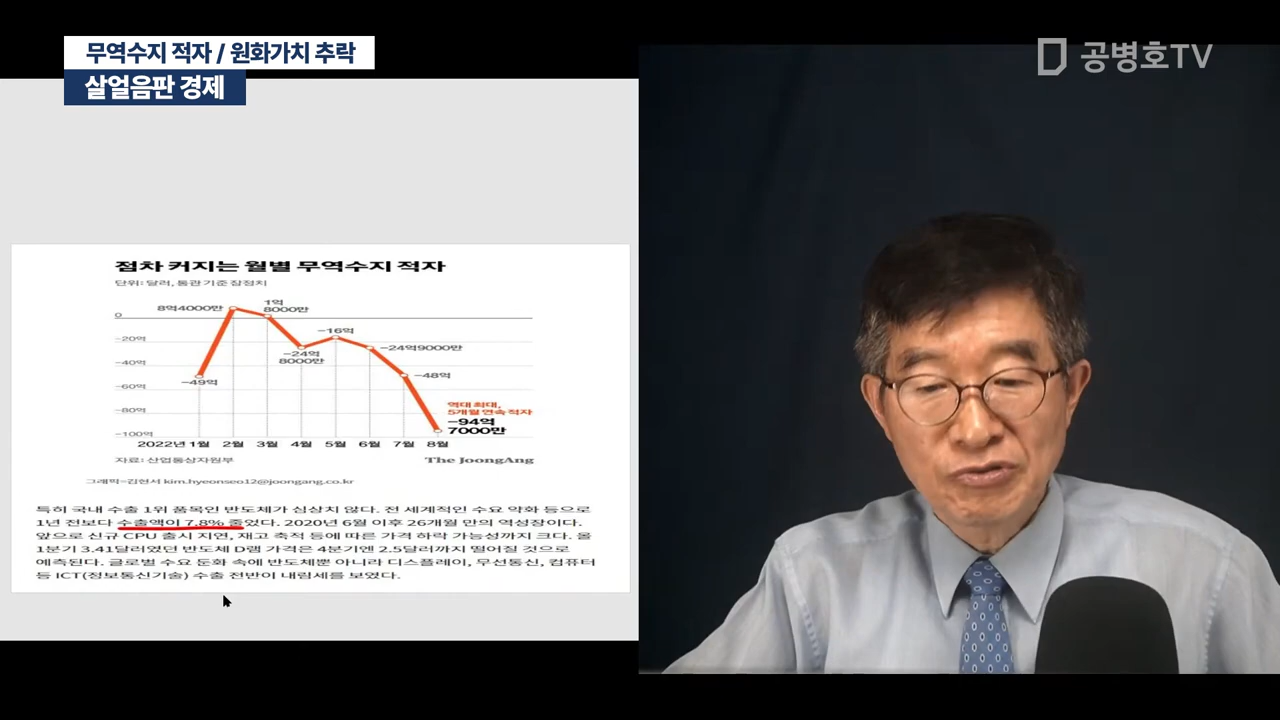 무역수지 적자 / 원화가치 추락
살얼음판 경제
공병호TV
점차 커지는 월별 무역수지 적자
단위: 달러, 통관 기준 잠정치
8억4000만
1억
8000만
0
-20억
-40억
-60억
-80억
-100억
-49억
-24억
8000만
-16억
-24억9000만
-48억
역대 최대,
5개월 연속 적자
-94억
7000만
2022년 1월 2월 3월 4월 5월 6월 7월 8월
자료: 산업통상자원부
The JoongAng
그래픽=김현서 kim.hyeonseo12@joongang.co.kr
특히 국내 수출 1위 품목인 반도체가 심상치 않다. 전 세계적인 수요 약화 등으로
1년 전보다 수출액이 7.8% 줄었다. 2020년 6월 이후 26개월 만의 역성장이다.
앞으로 신규 CPU 출시 지연, 재고 축적 등에 따른 가격 하락 가능성까지 크다. 올
1분기 3.41달러였던 반도체 D램 가격은 4분기엔 2.5달러까지 떨어질 것으로
예측된다. 글로벌 수요 둔화 속에 반도체뿐 아니라 디스플레이, 무선통신, 컴퓨터
등 ICT(정보통신기술) 수출 전반이 내림세를 보였다.